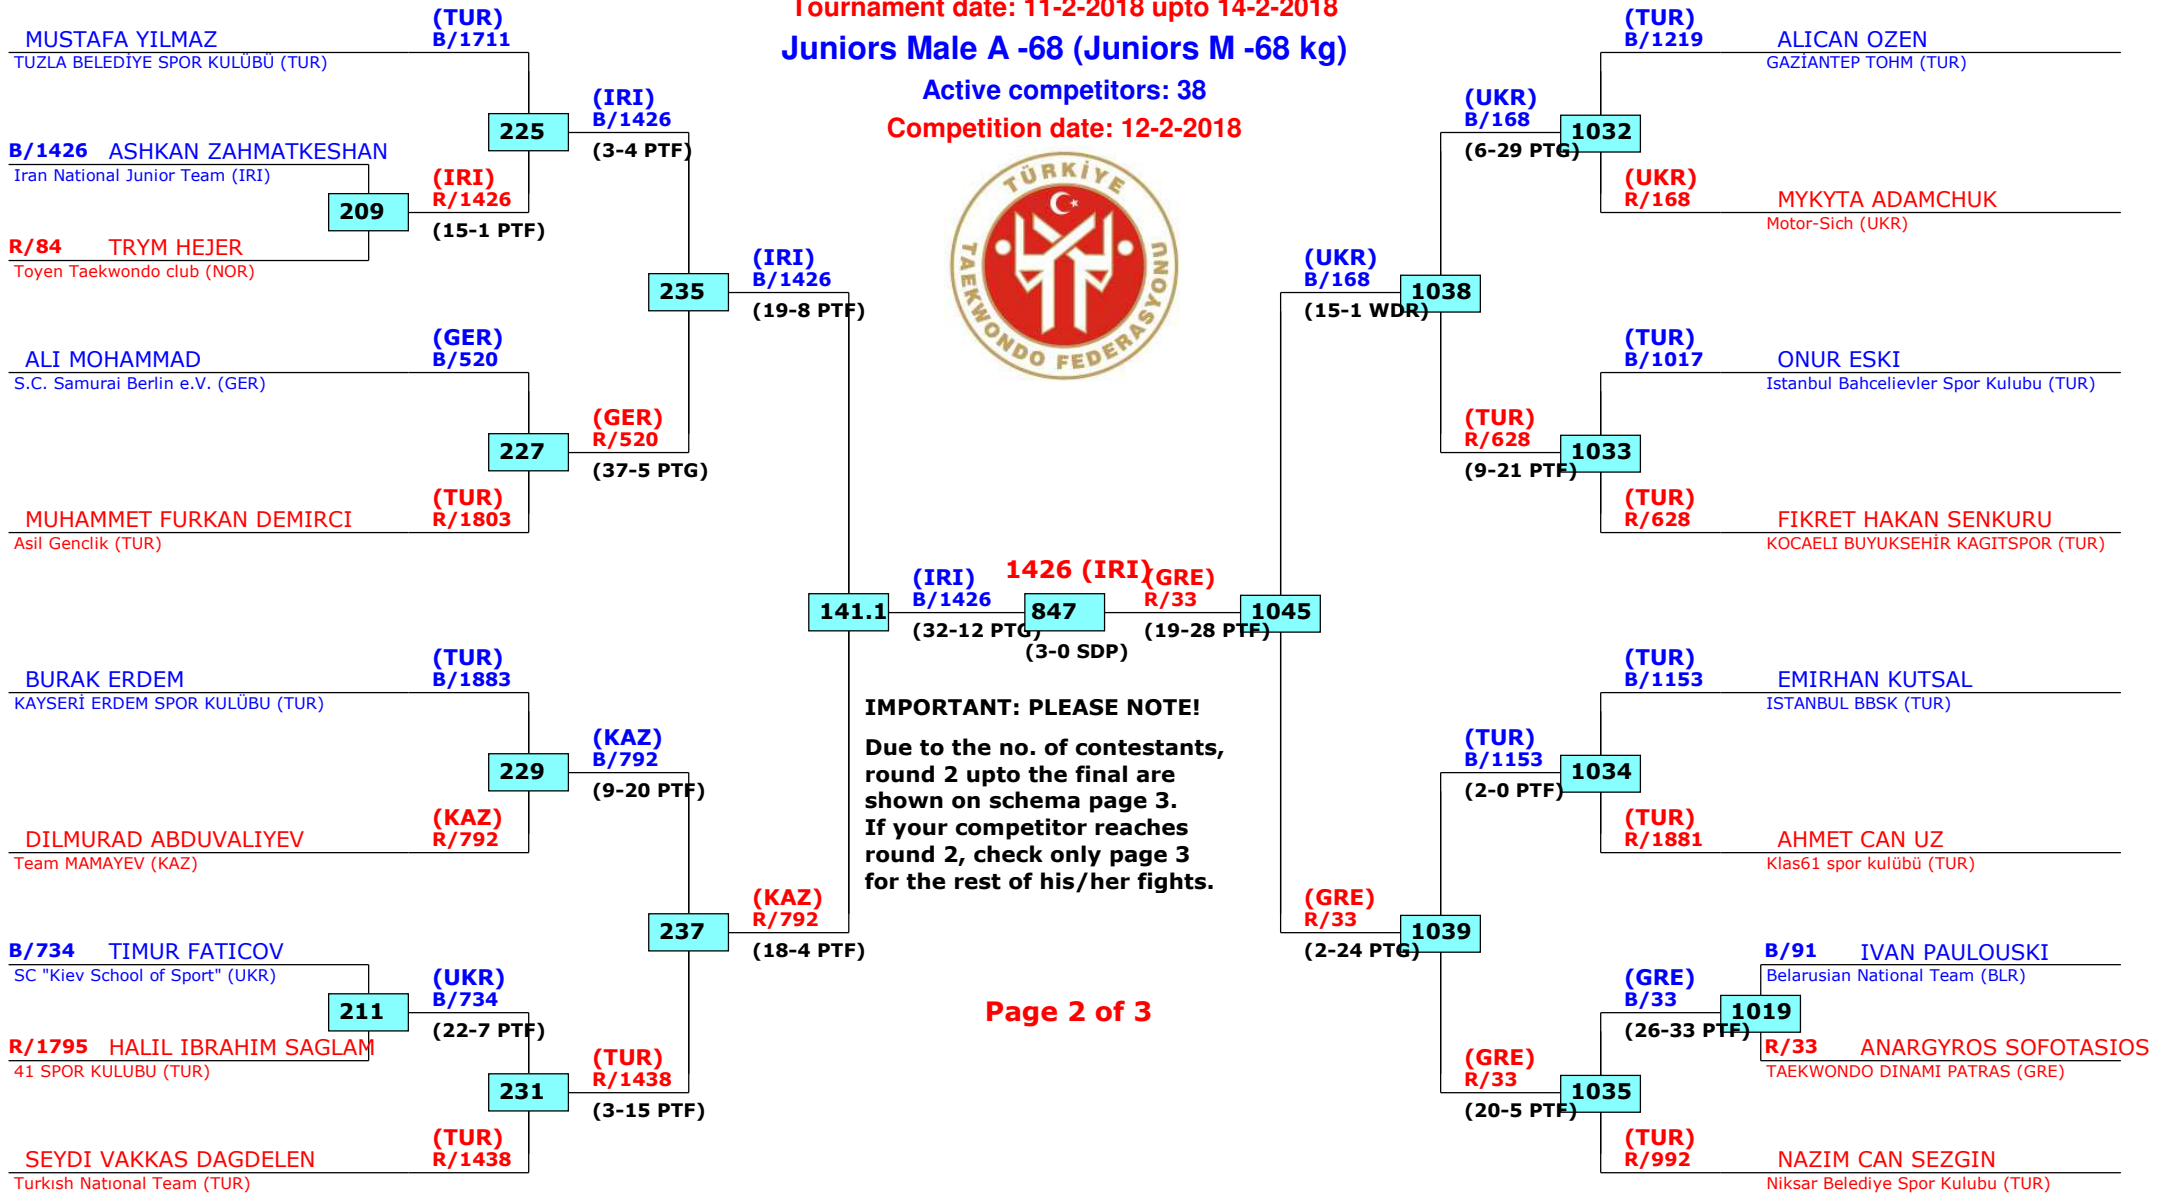 Tournament date: 11-2-2018 upto 14-2-2018
Juniors Male A -68 (Juniors M -68 kg)
Active competitors: 38
Competition date: 12-2-2018
TÜRKİYE
TAEKWONDO FEDERASYONU
MUSTAFA YILMAZ
TUZLA BELEDİYE SPOR KULÜBÜ (TUR)
(TUR)
B/1711
225
B/1426 ASHKAN ZAHMATKESHAN
Iran National Junior Team (IRI)
209
(IRI)
R/1426
(15-1 PTF)
R/84 TRYM HEJER
Toyen Taekwondo club (NOR)
(IRI)
B/1426
(3-4 PTF)
235
ALI MOHAMMAD
S.C. Samurai Berlin e.V. (GER)
(GER)
B/520
227
(GER)
R/520
(37-5 PTG)
MUHAMMET FURKAN DEMIRCI
Asil Genclik (TUR)
(TUR)
R/1803
(IRI)
B/1426
(19-8 PTF)
141.1
BURAK ERDEM
KAYSERİ ERDEM SPOR KULÜBU (TUR)
(TUR)
B/1883
229
(KAZ)
B/792
(9-20 PTF)
DILMURAD ABDUVALIYEV
Team MAMAYEV (KAZ)
(KAZ)
R/792
237
(KAZ)
R/792
(18-4 PTF)
B/734 TIMUR FATICOV
SC "Kiev School of Sport" (UKR)
211
(UKR)
B/734
(22-7 PTF)
R/1795 HALIL IBRAHIM SAGLAM
41 SPOR KULUBU (TUR)
231
(TUR)
R/1438
(3-15 PTF)
SEYDI VAKKAS DAGDELEN
Turkısh Natıonal Team (TUR)
(TUR)
R/1438
(IRI)
B/1426
(32-12 PTG)
1426 (IRI)
847
(3-0 SDP)
(GRE)
R/33
(19-28 PTF)
1045
IMPORTANT: PLEASE NOTE!
Due to the no. of contestants,
round 2 upto the final are
shown on schema page 3.
If your competitor reaches
round 2, check only page 3
for the rest of his/her fights.
Page 2 of 3
(TUR)
B/1219
ALICAN OZEN
GAZİANTEP TOHM (TUR)
(UKR)
B/168
(6-29 PTG)
1032
(UKR)
R/168
MYKYTA ADAMCHUK
Motor-Sich (UKR)
(UKR)
B/168
(15-1 WDR)
1038
(TUR)
B/1017
ONUR ESKI
Istanbul Bahcelievler Spor Kulubu (TUR)
(TUR)
R/628
(9-21 PTF)
1033
(TUR)
R/628
FIKRET HAKAN SENKURU
KOCAELI BUYUKSEHİR KAGITSPOR (TUR)
(TUR)
B/1153
EMIRHAN KUTSAL
ISTANBUL BBSK (TUR)
(TUR)
B/1153
(2-0 PTF)
1034
(TUR)
R/1881
AHMET CAN UZ
Klas61 spor kulübü (TUR)
(GRE)
R/33
(2-24 PTG)
1039
B/91 IVAN PAULOUSKI
Belarusian National Team (BLR)
(GRE)
B/33
(26-33 PTF)
1019
R/33 ANARGYROS SOFOTASIOS
TAEKWONDO DINAMI PATRAS (GRE)
(GRE)
R/33
(20-5 PTF)
1035
(TUR)
R/992
NAZIM CAN SEZGIN
Niksar Belediye Spor Kulubu (TUR)